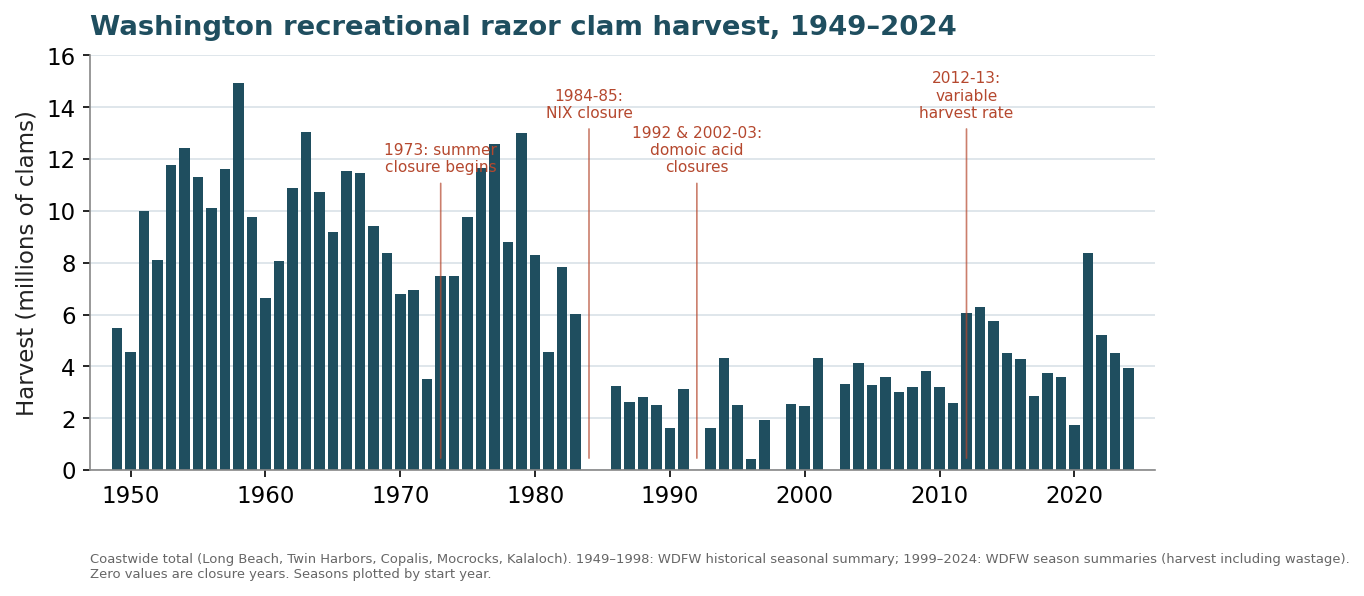 Washington recreational razor clam harvest, 1949–2024
Harvest (millions of clams)
16
14
12
10
8
6
4
2
0
1973: summer
closure begins
1984-85:
NIX closure
1992 & 2002-03:
domoic acid
closures
2012-13:
variable
harvest rate
1950
1960
1970
1980
1990
2000
2010
2020
Coastwide total (Long Beach, Twin Harbors, Copalis, Mocrocks, Kalaloch). 1949–1998: WDFW historical seasonal summary; 1999–2024: WDFW season summaries (harvest including wastage).
Zero values are closure years. Seasons plotted by start year.